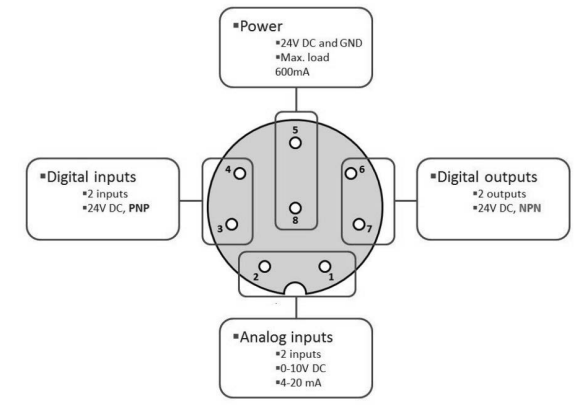 ▪Power
▪24V DC and GND
▪Max. load
600mA
5
▪Digital inputs
▪2 inputs
▪24V DC, PNP
4
6
▪Digital outputs
▪2 outputs
▪24V DC, NPN
8
3
7
2
1
▪Analog inputs
▪2 inputs
▪0-10V DC
▪4-20 mA